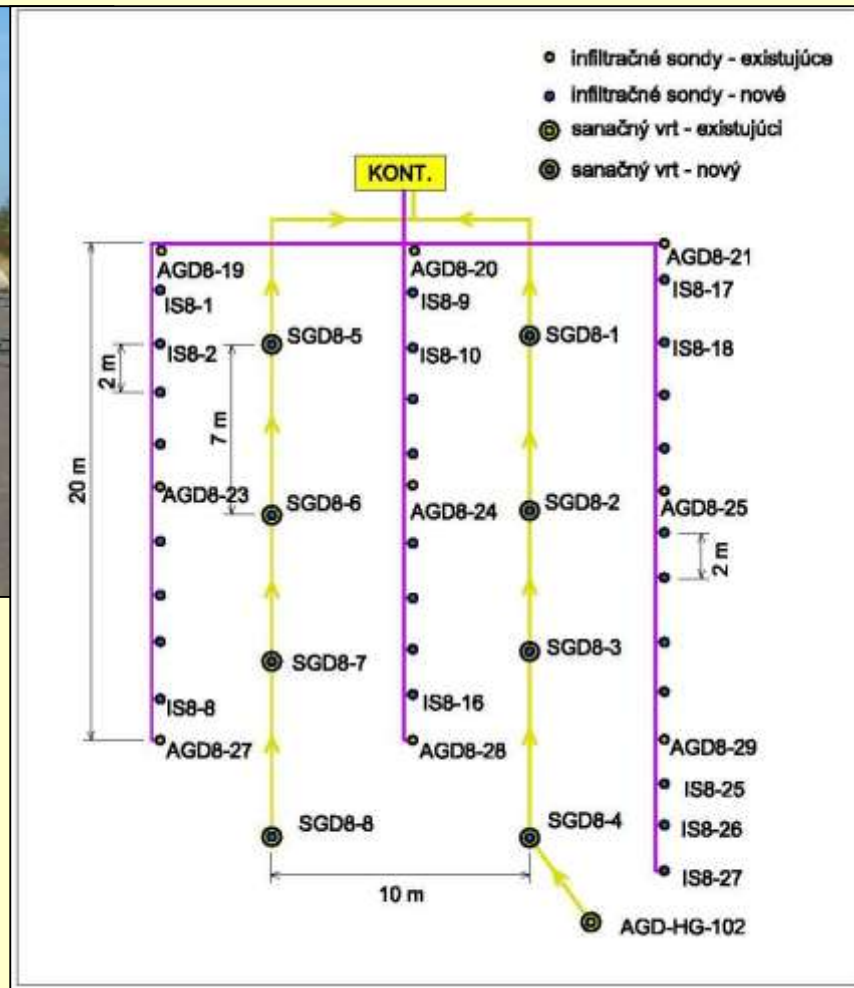 infiltračné sondy - existujúce
infiltračné sondy - nové
sanačný vrt - existujúci
sanačný vrt - nový
KONT.
AGD8-19
AGD8-20
AGD8-21
IS8-1
IS8-9
IS8-17
IS8-2
SGD8-5
IS8-10
SGD8-1
IS8-18
2 m
7 m
20 m
AGD8-23
SGD8-6
AGD8-24
SGD8-2
AGD8-25
2 m
SGD8-7
SGD8-3
IS8-8
IS8-16
AGD8-27
AGD8-28
AGD8-29
IS8-25
SGD8-8
SGD8-4
IS8-26
10 m
IS8-27
AGD-HG-102